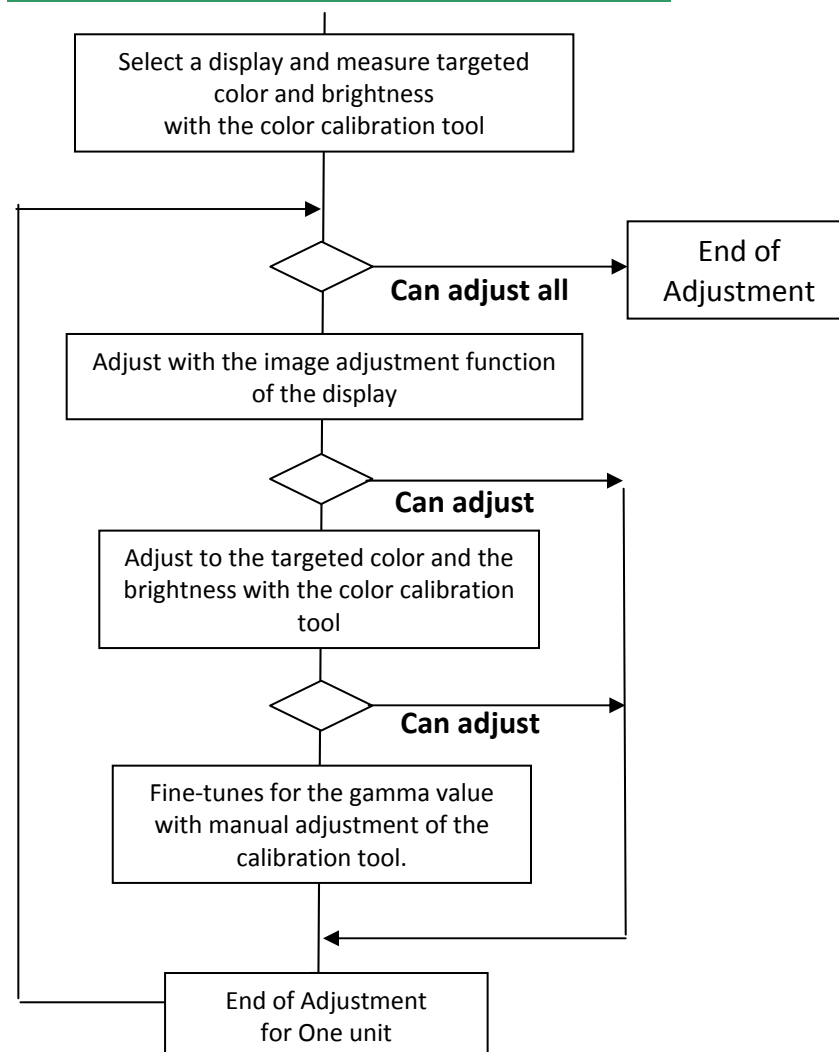 Select a display and measure targeted
color and brightness
with the color calibration tool
End of
Adjustment
Can adjust all
Adjust with the image adjustment function
of the display
Can adjust
Adjust to the targeted color and the
brightness with the color calibration
tool
Can adjust
Fine-tunes for the gamma value
with manual adjustment of the
calibration tool.
End of Adjustment
for One unit